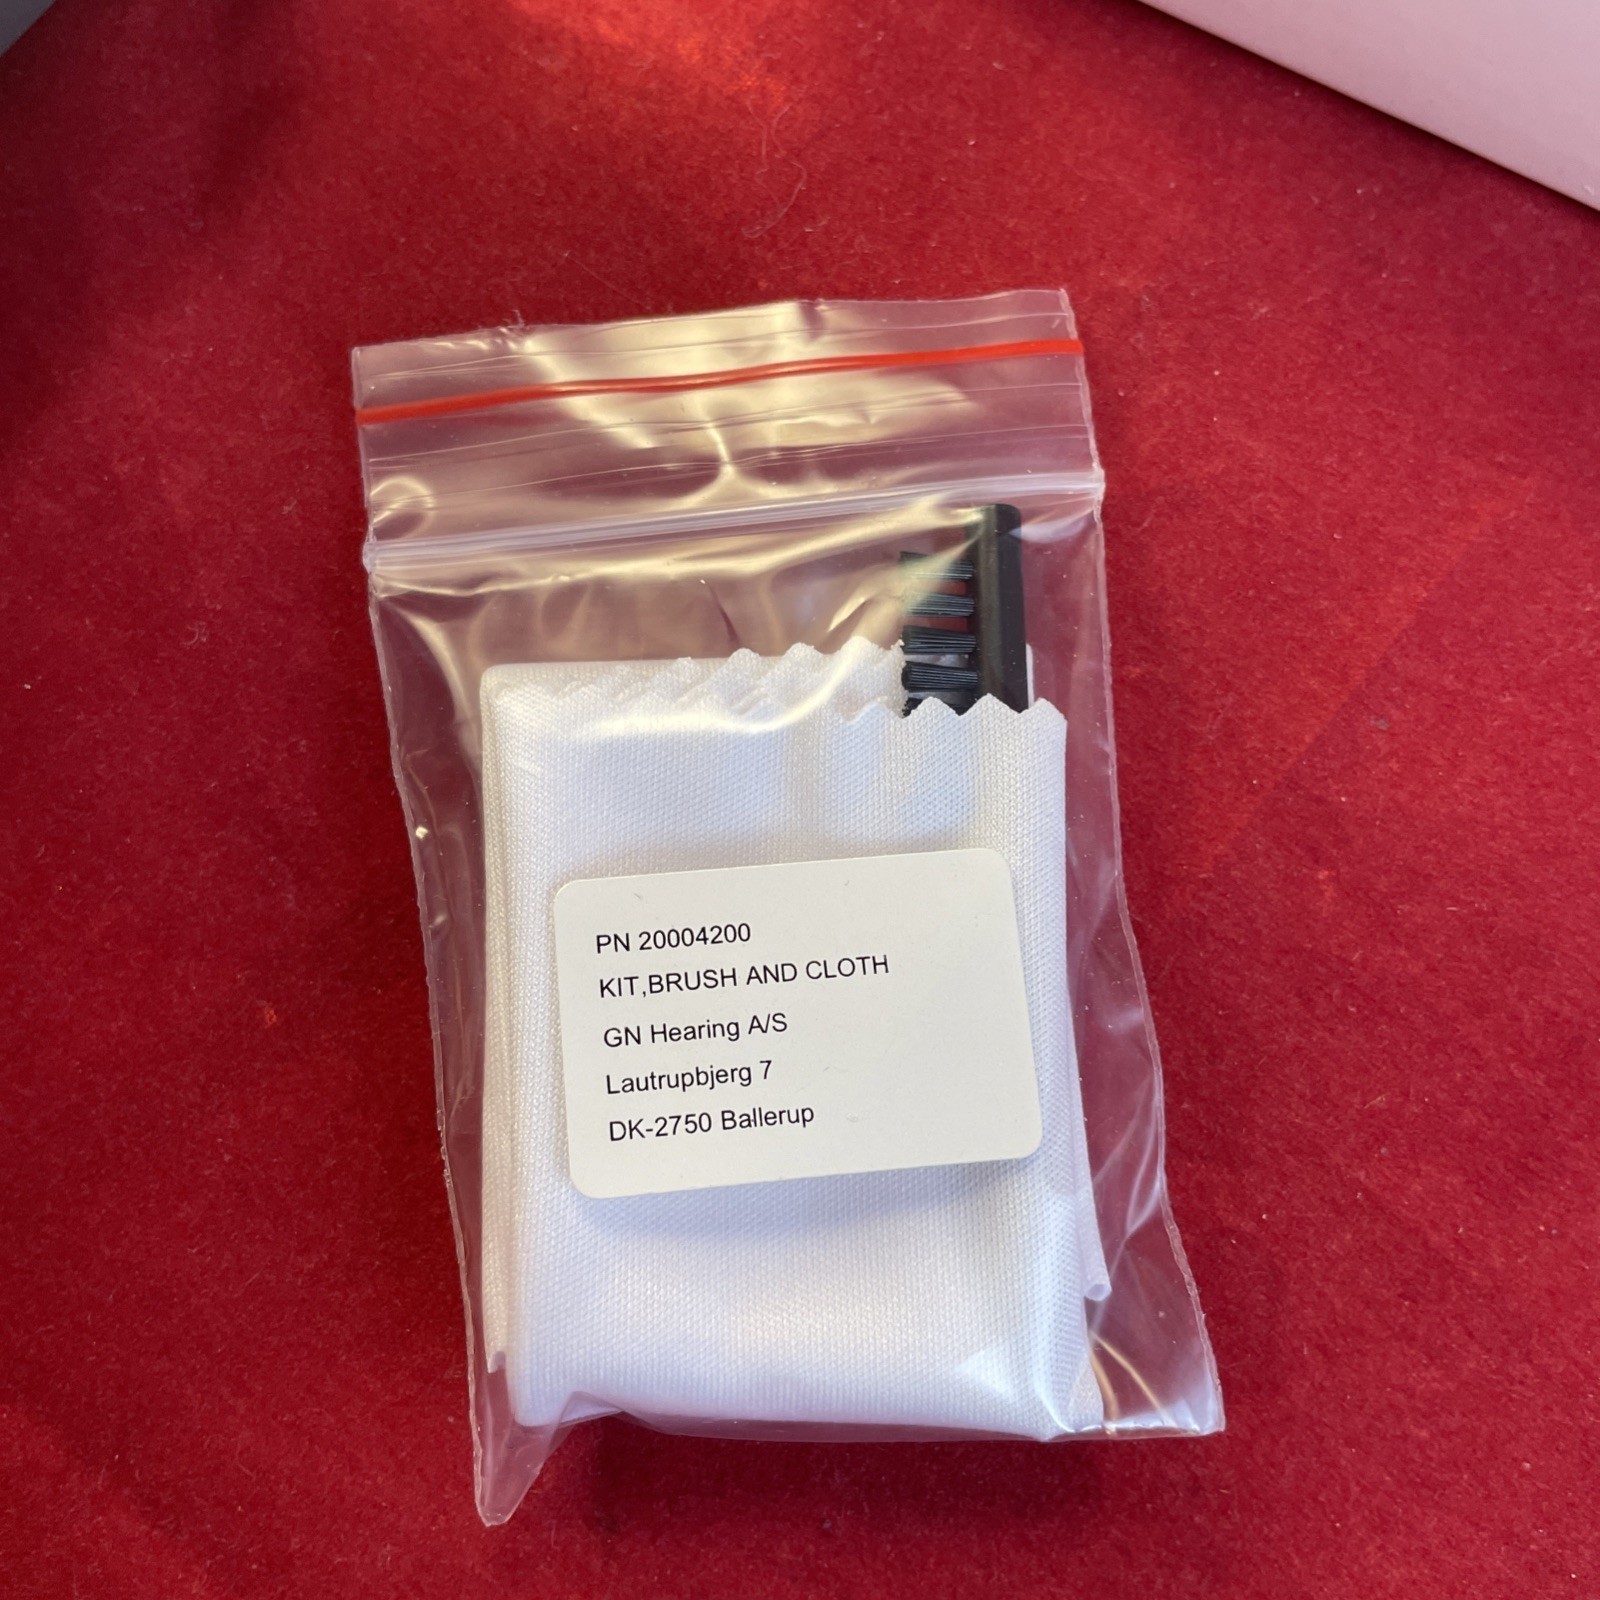 PN 20004200
KIT,BRUSH AND CLOTH
GN Hearing A/S
Lautrupbjerg 7
DK-2750 Ballerup